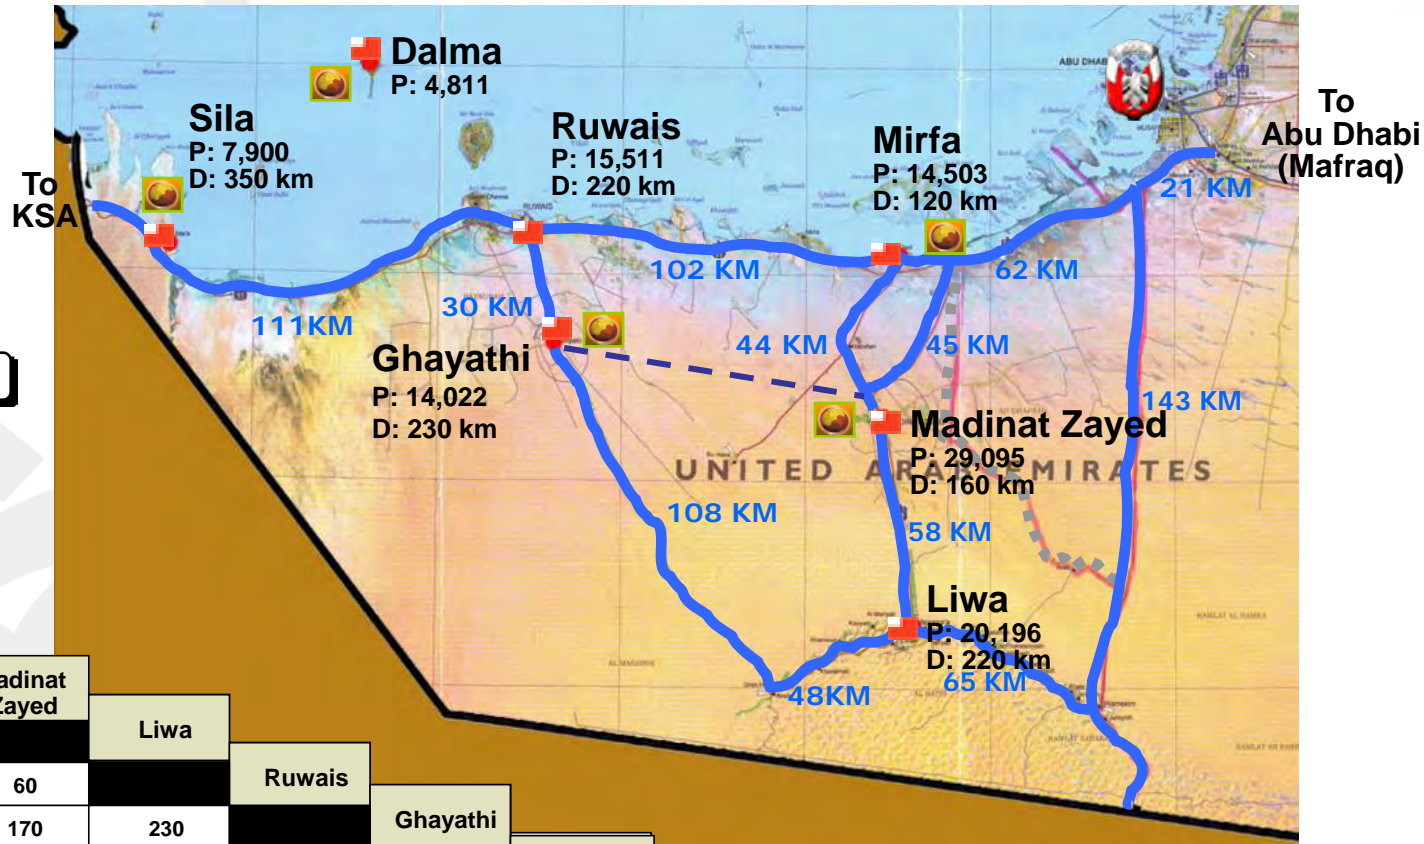 Dalma
P: 4,811
Sila
P: 7,900
D: 350 km
Ruwais
P: 15,511
D: 220 km
Mirfa
P: 14,503
D: 120 km
ABU DHAB
To
Abu Dhabi
(Mafraq)
To
KSA
RUWAIS
21 KM
102 KM
62 KM
111KM
30 KM
44 KM
45 KM
143 KM
Ghayathi
P: 14,022
D: 230 km
Madinat Zayed
P: 29,095
D: 160 km
UNITED ARAB EMIRATES
108 KM
58 KM
Liwa
P: 20,196
D: 220 km
65 KM
48KM
adinat
Zayed
Liwa
Ruwais
Ghayathi
60
170
230